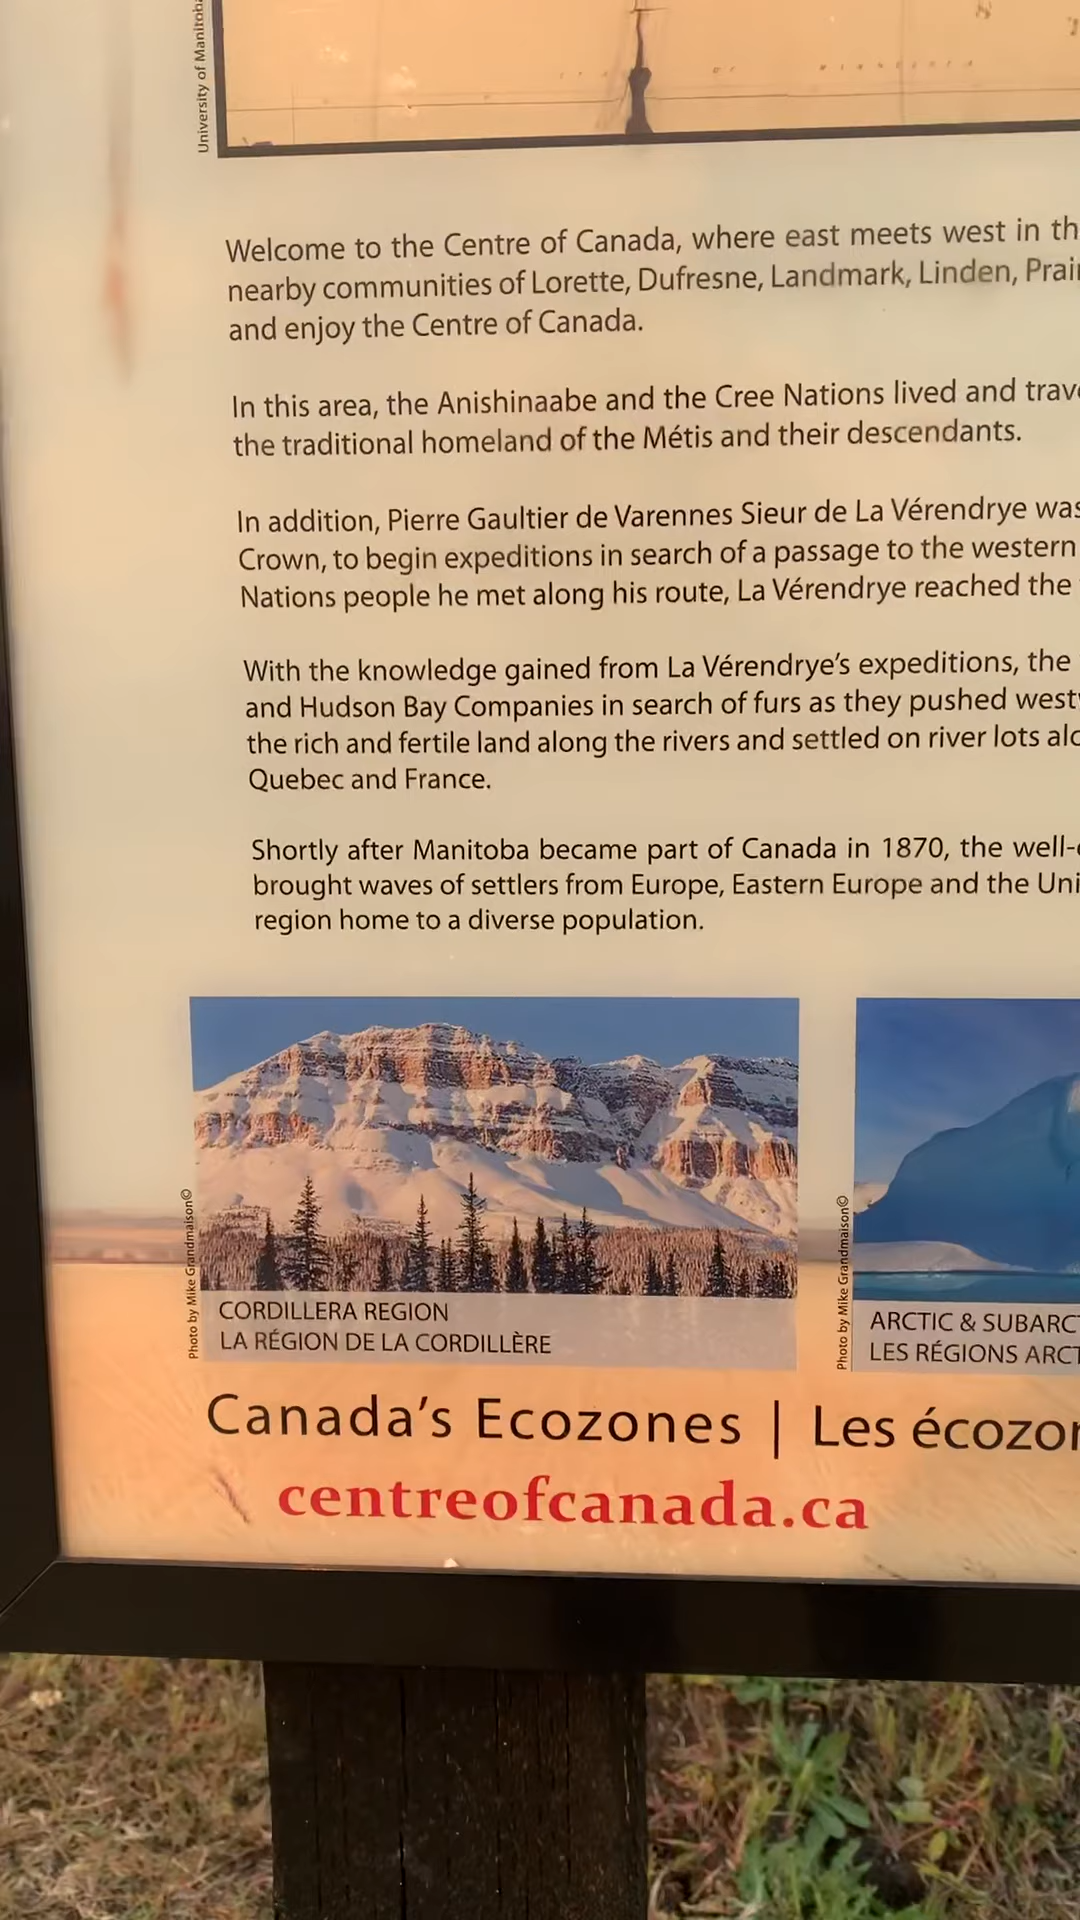 University of Manitoba
Welcome to the Centre of Canada, where east meets west in th
nearby communities of Lorette, Dufresne, Landmark, Linden, Prai
and enjoy the Centre of Canada.
In this area, the Anishinaabe and the Cree Nations lived and trav
the traditional homeland of the Métis and their descendants.
In addition, Pierre Gaultier de Varennes Sieur de La Vérendrye was
Crown, to begin expeditions in search of a passage to the western
Nations people he met along his route, La Vérendrye reached the
With the knowledge gained from La Vérendrye's expeditions, the
and Hudson Bay Companies in search of furs as they pushed west
the rich and fertile land along the rivers and settled on river lots alo
Quebec and France.
Shortly after Manitoba became part of Canada in 1870, the well-
brought waves of settlers from Europe, Eastern Europe and the Uni
region home to a diverse population.
Photo by Mike Grandmaison©
CORDILLERA REGION
LA RÉGION DE LA CORDILLÈRE
Photo by Mike Grandmaison©
ARCTIC & SUBARCT
LES RÉGIONS ARCT
Canada's Ecozones | Les écozon
centreofcanada.ca